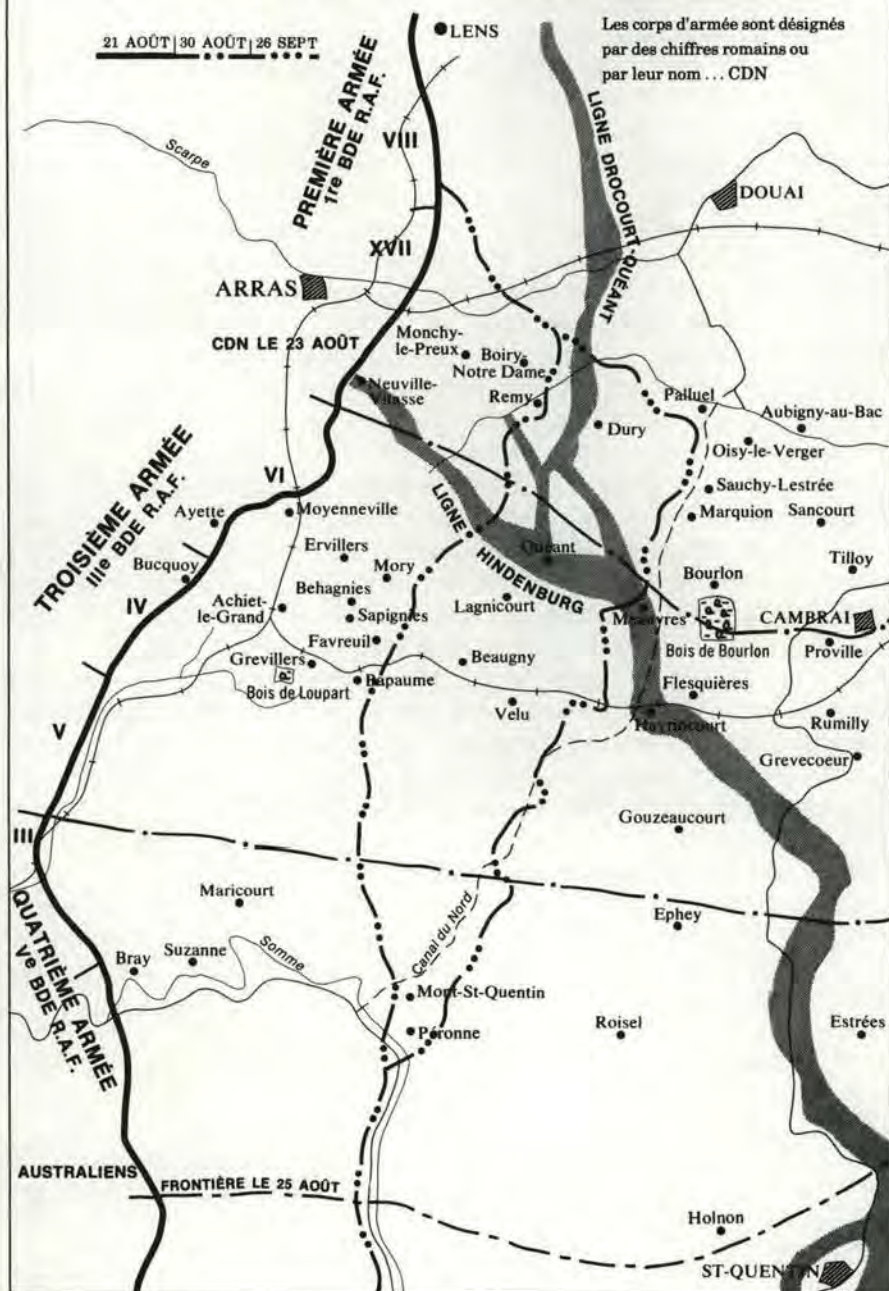 21 AOÛT | 30 AOÛT | 26 SEPT
Les corps d'armée sont désignés
par des chiffres romains ou
par leur nom ... CDN
LENS
PREMIÈRE ARMÉE
1re BDE R.A.F.
VIII
LIGNE DROCOURT-QUÉANT
Scarpe
DOUAI
XVII
ARRAS
CDN LE 23 AOÛT
Monchy-
le-Preux
Boiry-
Notre Dame
Neuville-
Vitasse
Remy
Palluel
Dury
Aubigny-au-Bac
Oisy-le-Verger
TROISIÈME ARMÉE
IIIe BDE R.A.F.
VI
Sauchy-Lestrée
Ayette
Moyenneville
Marquion
Sancourt
LIGNE HINDENBURG
Ervillers
Quéant
Tilloy
Bucquoy
Mory
Bourlon
Behagnies
IV
Achiet-
le-Grand
Lagnicourt
Sapignies
Mœuvres
CAMBRAI
Favreuil
Bois de Bourlon
Proville
Grevillers
Beaugny
Bois de Loupart
Bapaume
Flesquières
Velu
Havrincourt
Rumilly
V
Grevecoeur
Gouzeaucourt
III
Maricourt
Ephey
QUATRIÈME ARMÉE
Ve BDE R.A.F.
Canal du Nord
Bray
Suzanne
Somme
Mont-St-Quentin
Péronne
Roisel
Estrées
AUSTRALIENS
FRONTIÈRE LE 25 AOÛT
Holnon
ST-QUENTIN